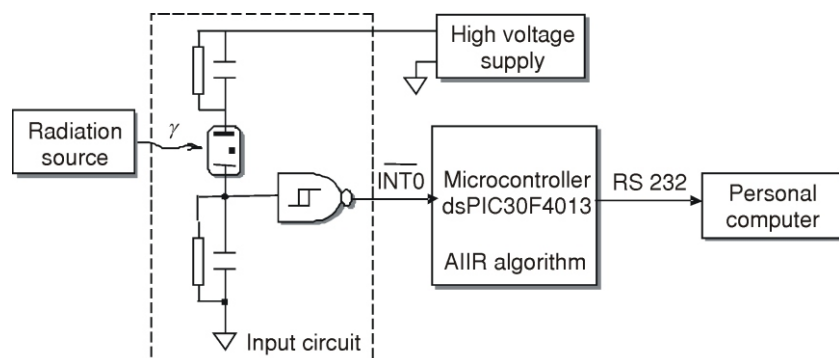 High voltage
supply
Radiation
source
γ
INT0
Microcontroller
dsPIC30F4013
AIIR algorithm
RS 232
Personal
computer
Input circuit